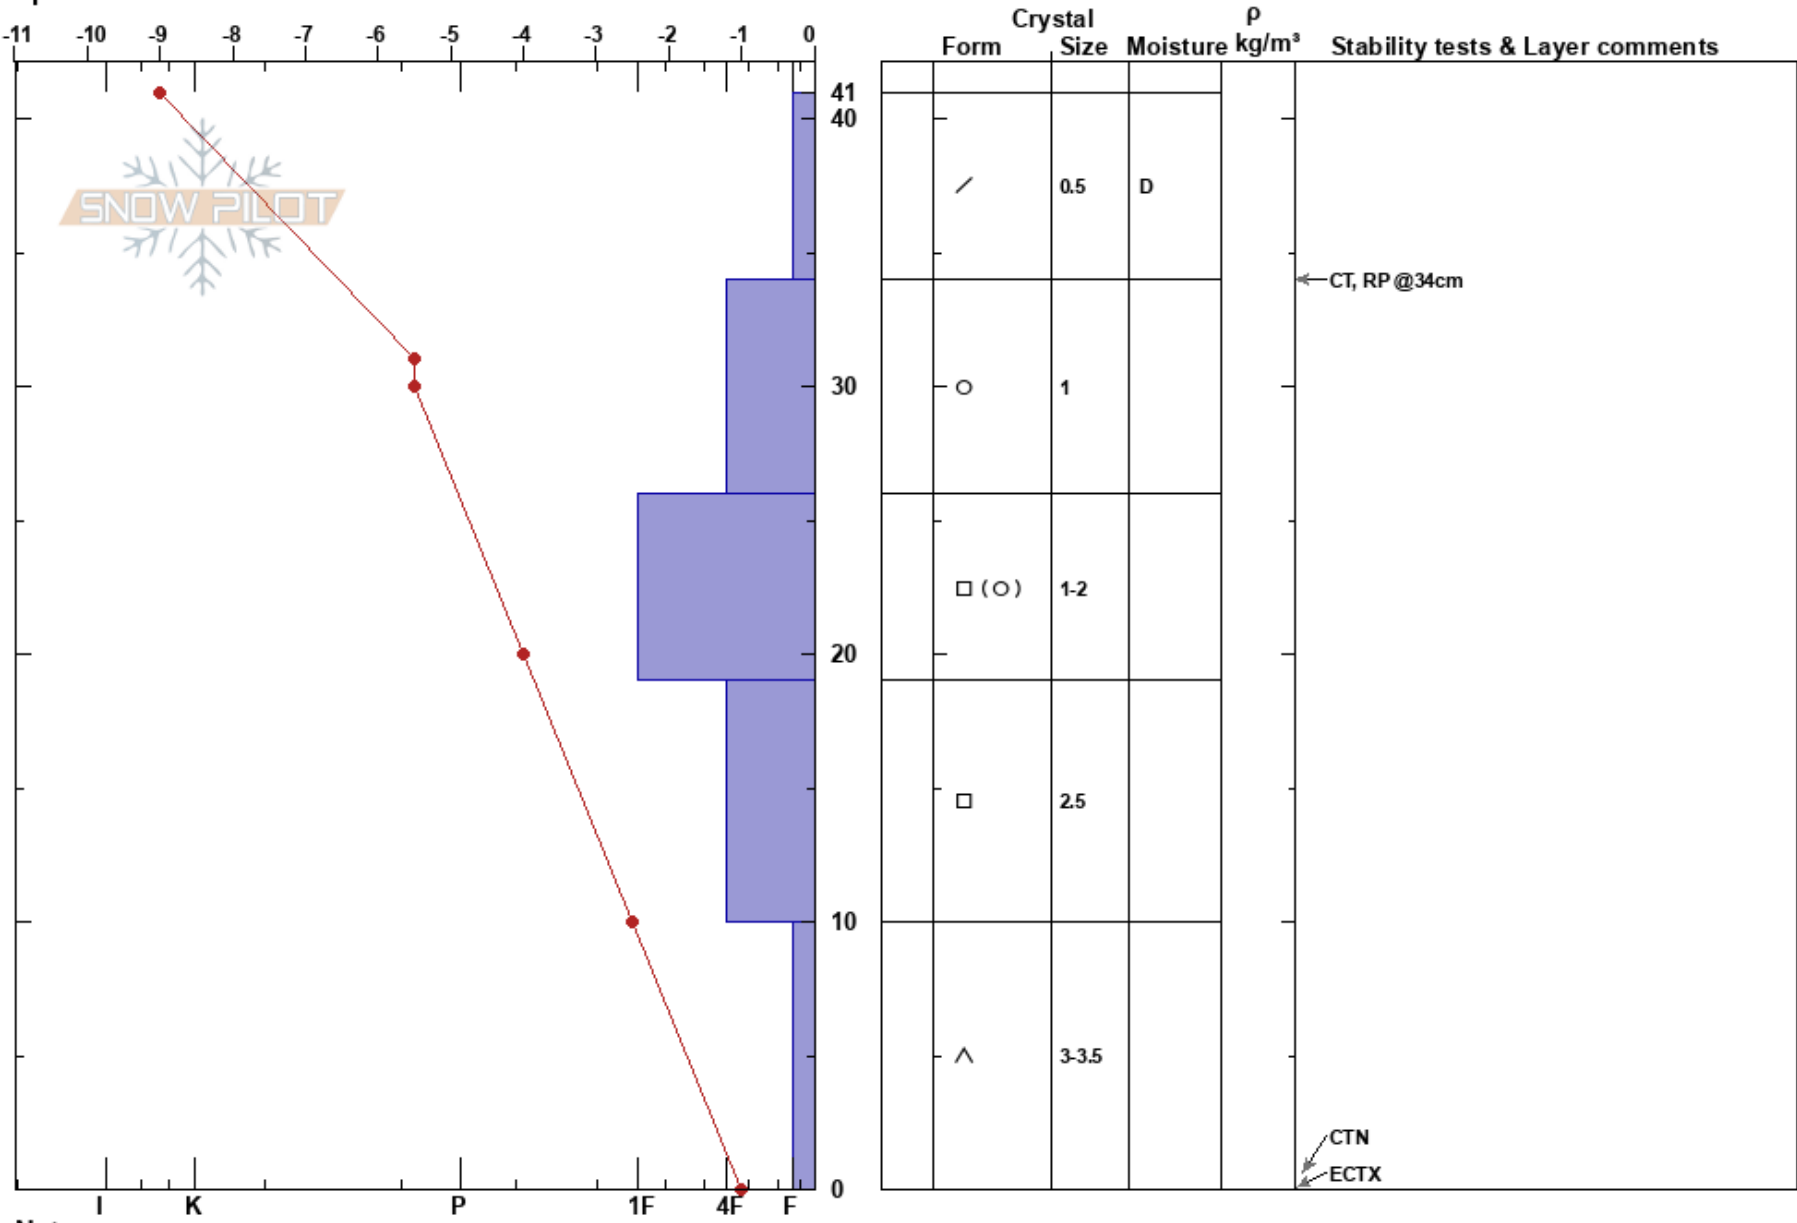 Crystal ρ
-11 -10 -9 -8 -7 -6 -5 -4 -3 -2 -1 0 Form Size Moisture kg/m³ Stability tests & Layer comments
41
40
0.5 D
SNOW PILOT
CT, RP @34cm
30 1
1-2
20
2.5
10
3-3.5
CTN
ECTX
0
I K P 1F 4F F